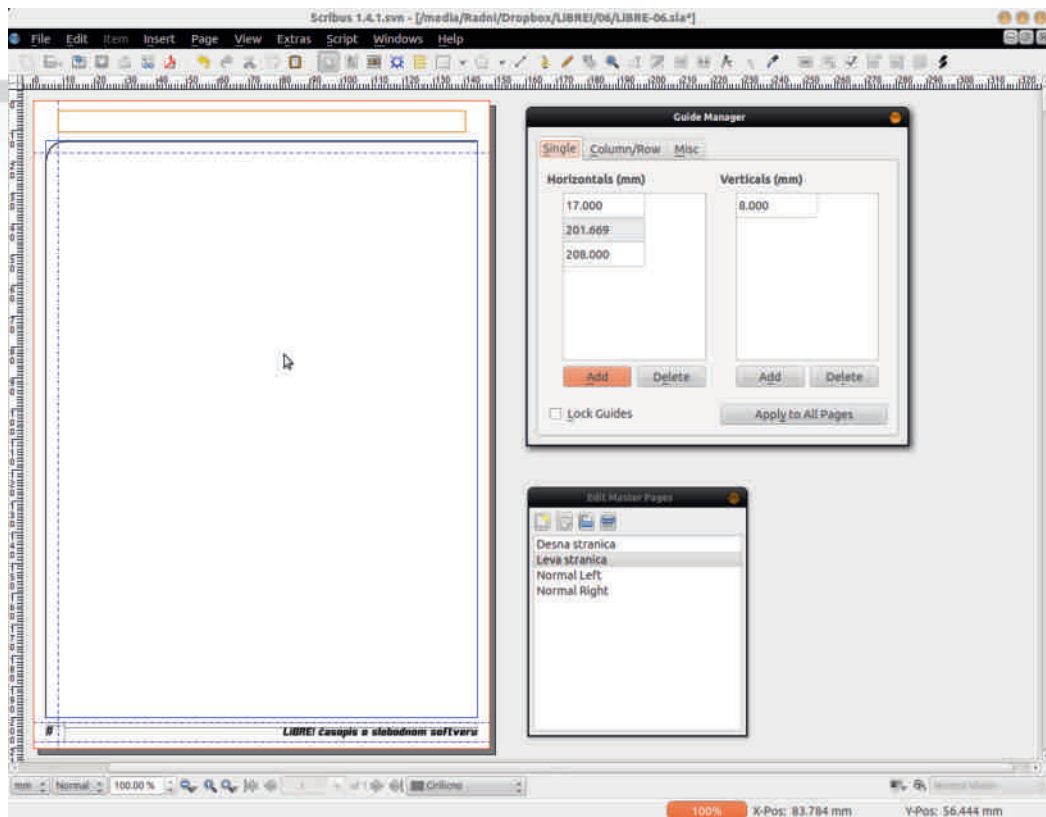 Scribus 1.4.1.svn - [/media/Radni/Dropbox/LiBRE!/06/LiBRE-06.sla*]
File Edit Item Insert Page View Extras Script Windows Help
Guide Manager
Single Column/Row Misc
Horizontals (mm) Verticals (mm)
17.000 8.000
201.669
208.000
Add Delete Add Delete
Lock Guides Apply to All Pages
Edit Master Pages
Desna stranica
Leva stranica
Normal Left
Normal Right
# LiBRE! časopis o slobodnom softveru
mm Normal 100.00 % of 1 Cirilicno
100% X-Pos: 83.784 mm Y-Pos: 56.444 mm